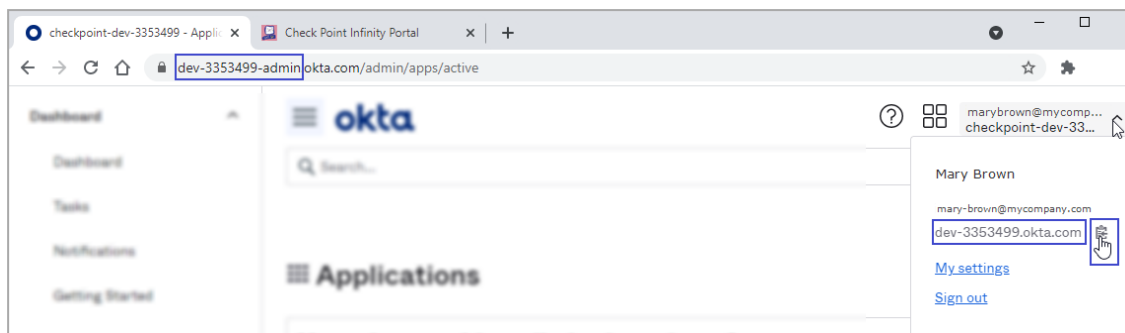 checkpoint-dev-3353499 - Applic
Check Point Infinity Portal
dev-3353499-admin.okta.com/admin/apps/active
Dashboard
okta
marybrown@mycomp...
checkpoint-dev-33...
Dashboard
Search...
Mary Brown
Tasks
mary-brown@mycompany.com
dev-3353499.okta.com
Notifications
My settings
Applications
Getting Started
Sign out